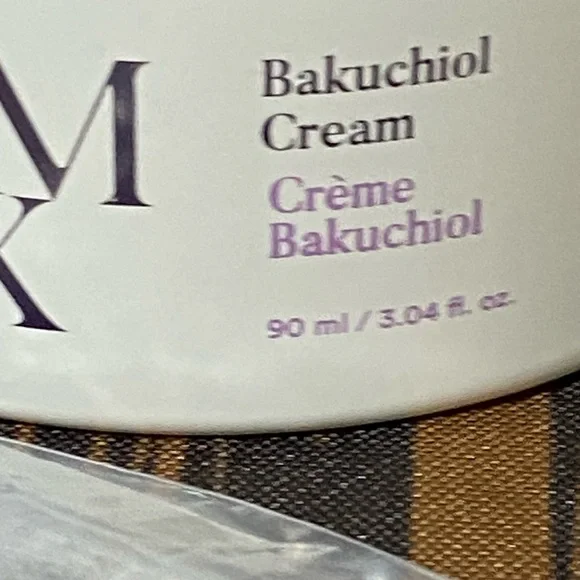 M
K
Bakuchiol
Cream
Crème
Bakuchiol
90 ml / 3.04 fl. oz.